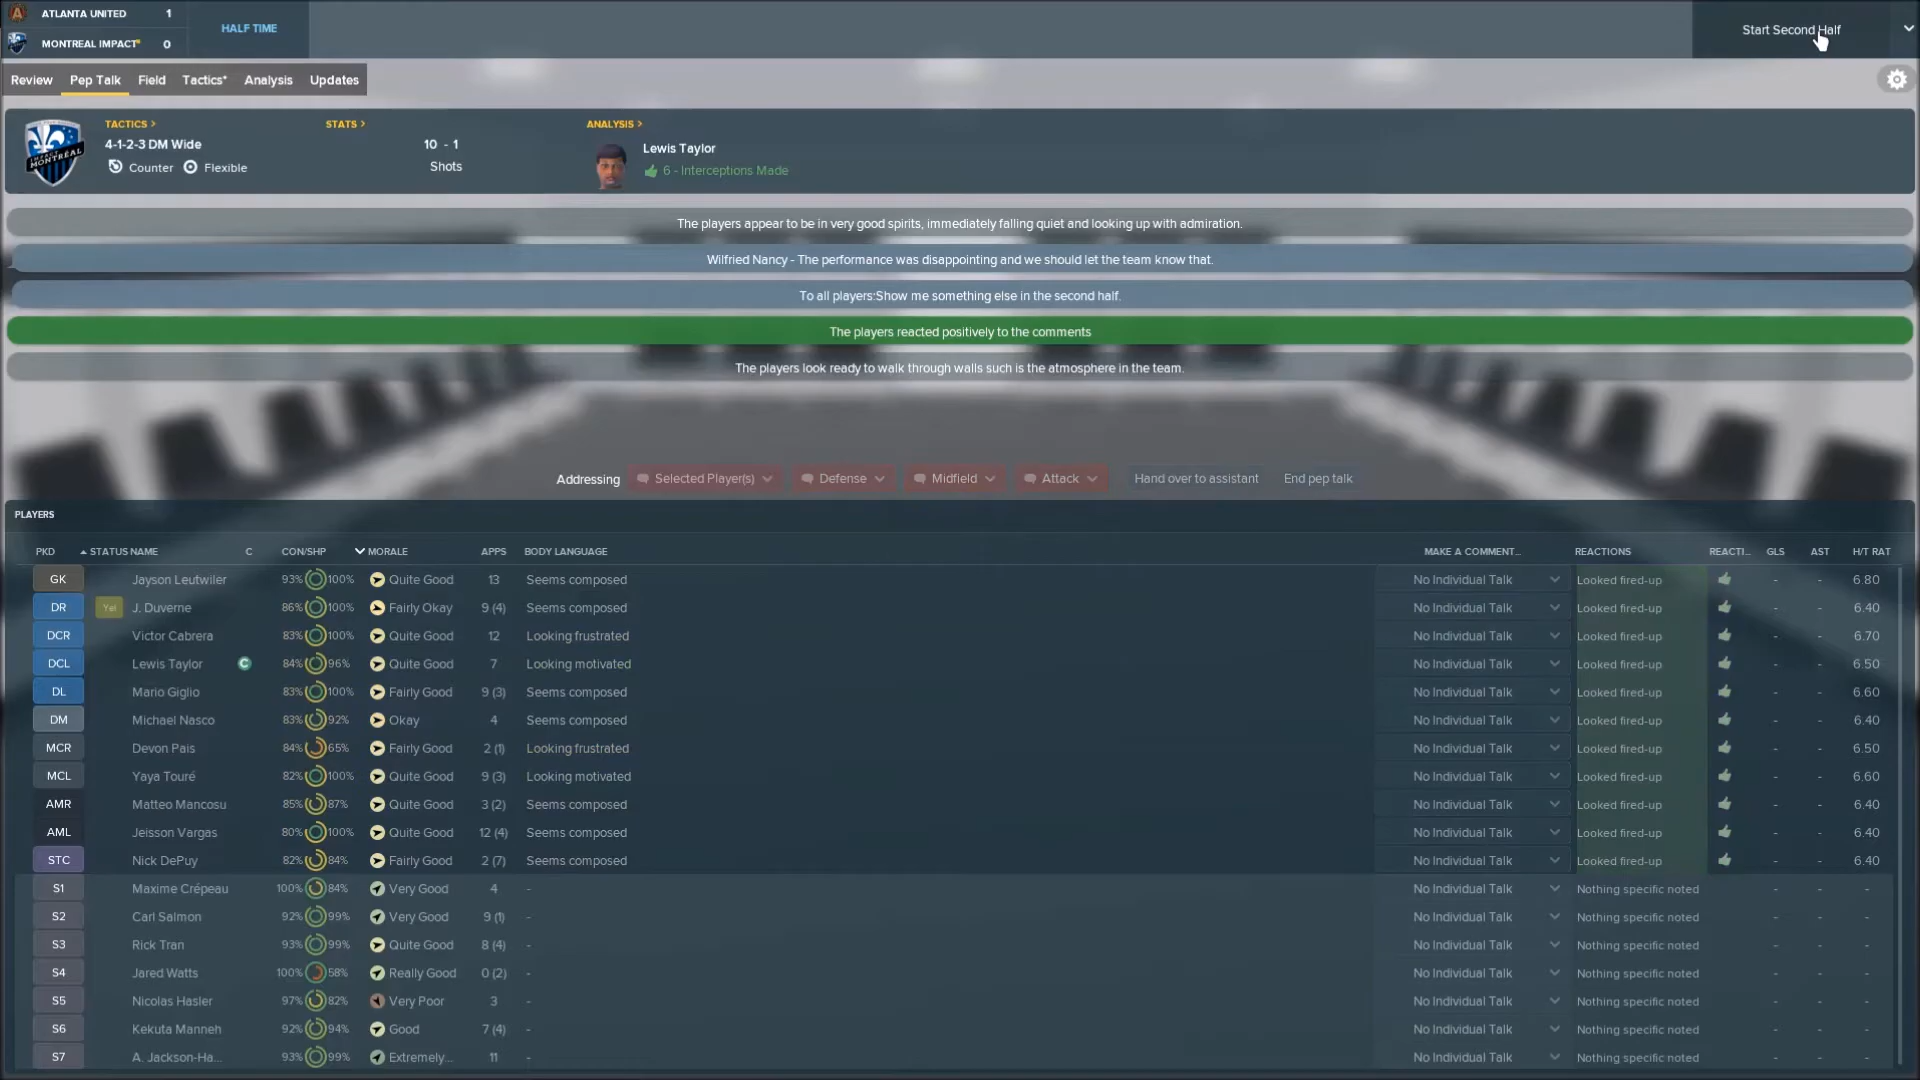 ATLANTA UNITED 1
MONTREAL IMPACT* 0
HALF TIME
Start Second Half
Review Pep Talk Field Tactics* Analysis Updates
IMPACT MONTRÉAL
TACTICS >
4-1-2-3 DM Wide
Counter Flexible
STATS >
10 - 1
Shots
ANALYSIS >
Lewis Taylor
6 - Interceptions Made
The players appear to be in very good spirits, immediately falling quiet and looking up with admiration.
Wilfried Nancy - The performance was disappointing and we should let the team know that.
To all players:Show me something else in the second half.
The players reacted positively to the comments
The players look ready to walk through walls such is the atmosphere in the team.
Addressing Selected Player(s) Defense Midfield Attack Hand over to assistant End pep talk
PLAYERS
PKD STATUS NAME C CON/SHP MORALE APPS BODY LANGUAGE MAKE A COMMENT... REACTIONS REACTI... GLS AST H/T RAT
GK Jayson Leutwiler 93% 100% Quite Good 13 Seems composed No Individual Talk Looked fired-up - - 6.80
DR Yel J. Duverne 86% 100% Fairly Okay 9 (4) Seems composed No Individual Talk Looked fired-up - - 6.40
DCR Victor Cabrera 83% 100% Quite Good 12 Looking frustrated No Individual Talk Looked fired-up - - 6.70
DCL Lewis Taylor C 84% 96% Quite Good 7 Looking motivated No Individual Talk Looked fired-up - - 6.50
DL Mario Giglio 83% 100% Fairly Good 9 (3) Seems composed No Individual Talk Looked fired-up - - 6.60
DM Michael Nasco 83% 92% Okay 4 Seems composed No Individual Talk Looked fired-up - - 6.40
MCR Devon Pais 84% 65% Fairly Good 2 (1) Looking frustrated No Individual Talk Looked fired-up - - 6.50
MCL Yaya Touré 82% 100% Quite Good 9 (3) Looking motivated No Individual Talk Looked fired-up - - 6.60
AMR Matteo Mancosu 85% 87% Quite Good 3 (2) Seems composed No Individual Talk Looked fired-up - - 6.40
AML Jeisson Vargas 80% 100% Quite Good 12 (4) Seems composed No Individual Talk Looked fired-up - - 6.40
STC Nick DePuy 82% 84% Fairly Good 2 (7) Seems composed No Individual Talk Looked fired-up - - 6.40
S1 Maxime Crépeau 100% 84% Very Good 4 - No Individual Talk Nothing specific noted - - -
S2 Carl Salmon 92% 99% Very Good 9 (1) - No Individual Talk Nothing specific noted - - -
S3 Rick Tran 93% 99% Quite Good 8 (4) - No Individual Talk Nothing specific noted - - -
S4 Jared Watts 100% 58% Really Good 0 (2) - No Individual Talk Nothing specific noted - - -
S5 Nicolas Hasler 97% 82% Very Poor 3 - No Individual Talk Nothing specific noted - - -
S6 Kekuta Manneh 92% 94% Good 7 (4) - No Individual Talk Nothing specific noted - - -
S7 A. Jackson-Ha... 93% 99% Extremely... 11 - No Individual Talk Nothing specific noted - - -